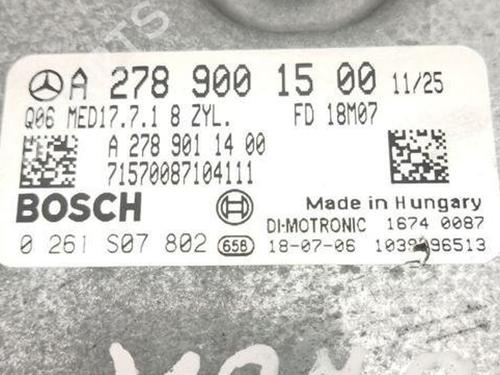 A 278 900 15 00 11/25
Q06 MED17.7.1 8 ZYL. FD 18M07
A 278 901 14 00
71570087104111
BOSCH Made in Hungary
DI-MOTRONIC 1674 0087
0 261 S07 802 658 18-07-06